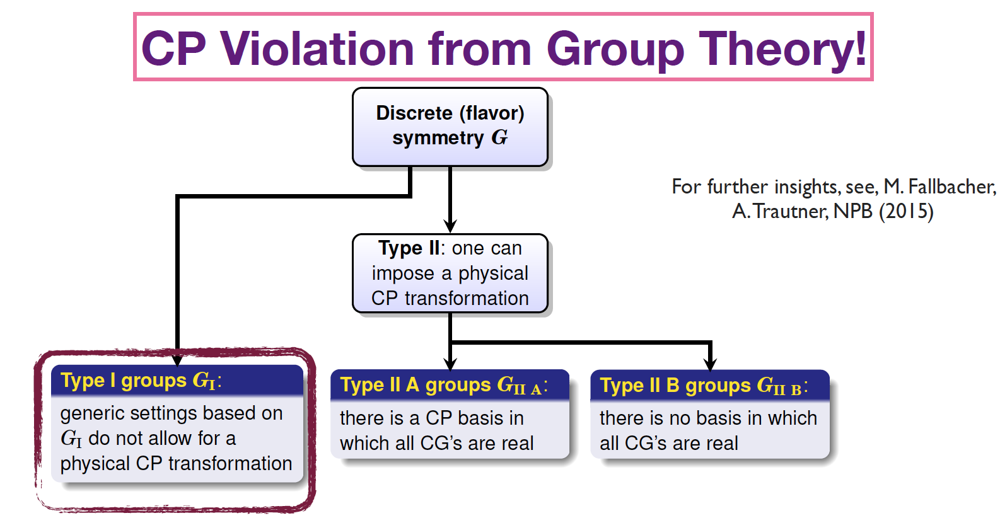 CP Violation from Group Theory!
Discrete (flavor)
symmetry G
For further insights, see, M. Fallbacher,
A. Trautner, NPB (2015)
Type II: one can
impose a physical
CP transformation
Type I groups G_I:
generic settings based on
G_I do not allow for a
physical CP transformation
Type II A groups G_II A:
there is a CP basis in
which all CG's are real
Type II B groups G_II B:
there is no basis in which
all CG's are real